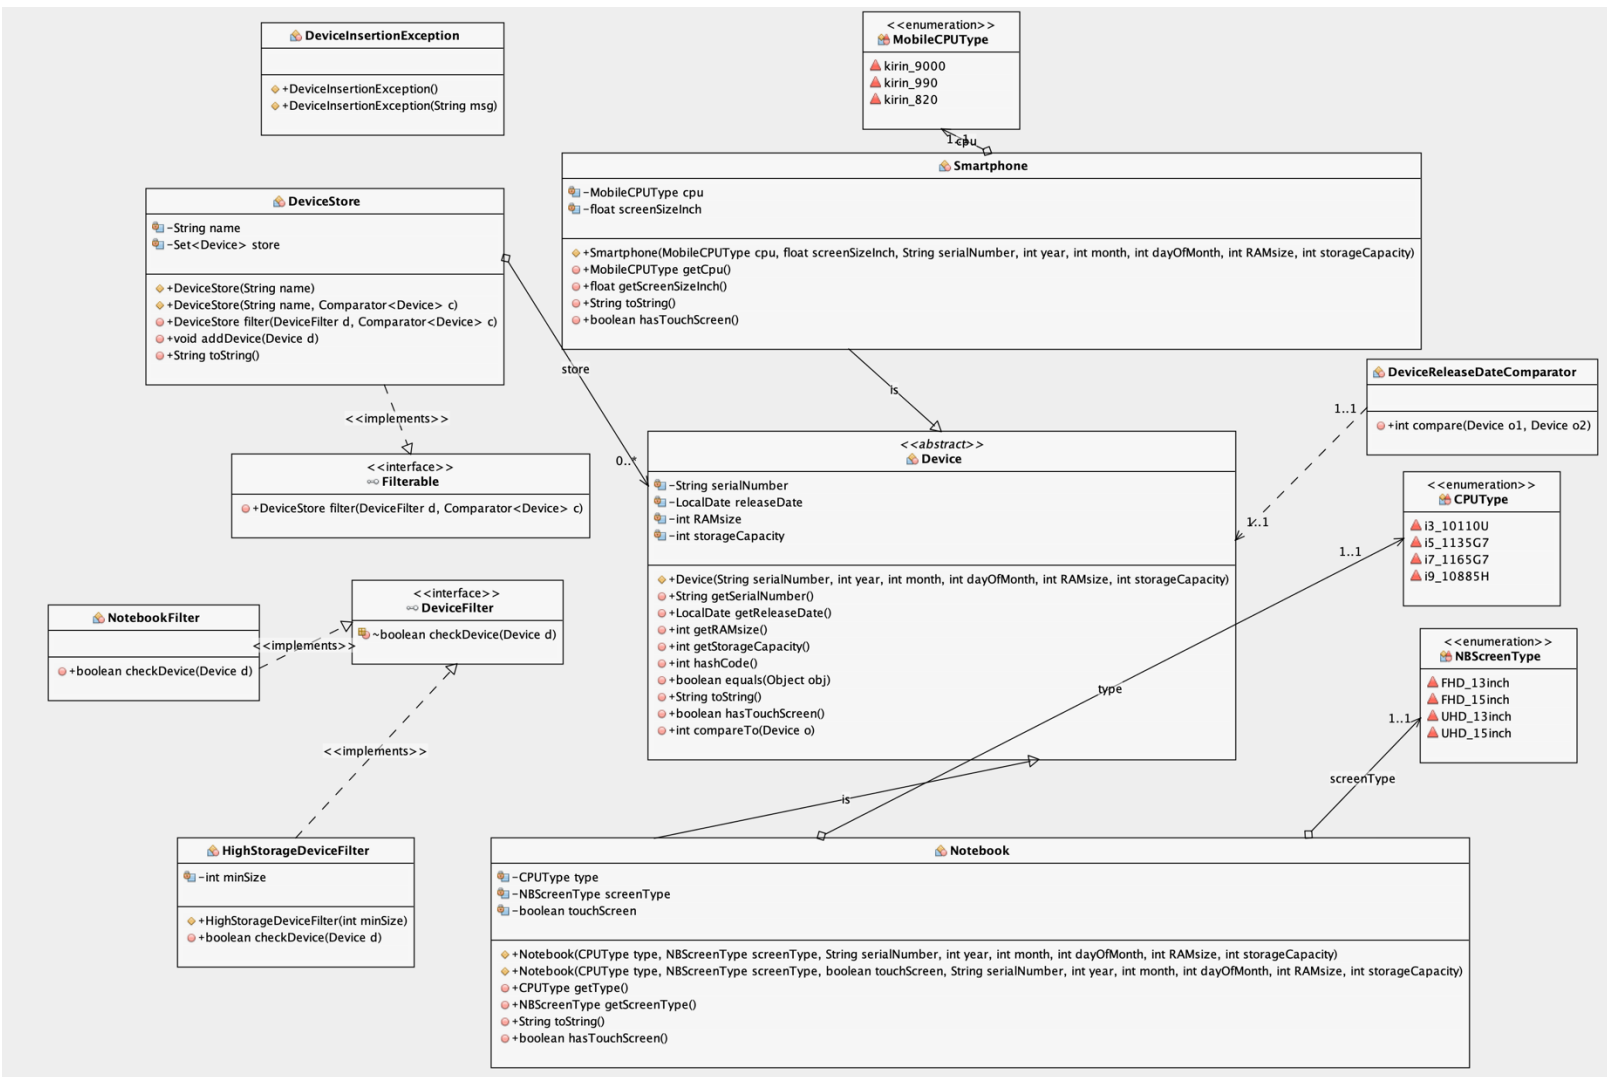 DeviceInsertionException
+DeviceInsertionException()
+DeviceInsertionException(String msg)
<<enumeration>>
MobileCPUType
kirin_9000
kirin_990
kirin_820
1..1
cpu
Smartphone
-MobileCPUType cpu
-float screenSizeInch
+Smartphone(MobileCPUType cpu, float screenSizeInch, String serialNumber, int year, int month, int dayOfMonth, int RAMsize, int storageCapacity)
+MobileCPUType getCpu()
+float getScreenSizeInch()
+String toString()
+boolean hasTouchScreen()
DeviceStore
-String name
-Set<Device> store
+DeviceStore(String name)
+DeviceStore(String name, Comparator<Device> c)
+DeviceStore filter(DeviceFilter d, Comparator<Device> c)
+void addDevice(Device d)
+String toString()
store
0..*
is
<<implements>>
<<interface>>
Filterable
+DeviceStore filter(DeviceFilter d, Comparator<Device> c)
DeviceReleaseDateComparator
+int compare(Device o1, Device o2)
1..1
1..1
<<abstract>>
Device
-String serialNumber
-LocalDate releaseDate
-int RAMsize
-int storageCapacity
+Device(String serialNumber, int year, int month, int dayOfMonth, int RAMsize, int storageCapacity)
+String getSerialNumber()
+LocalDate getReleaseDate()
+int getRAMsize()
+int getStorageCapacity()
+int hashCode()
+boolean equals(Object obj)
+String toString()
+boolean hasTouchScreen()
+int compareTo(Device o)
<<enumeration>>
CPUType
i3_10110U
i5_1135G7
i7_1165G7
i9_10885H
1..1
type
<<enumeration>>
NBScreenType
FHD_13inch
FHD_15inch
UHD_13inch
UHD_15inch
1..1
screenType
NotebookFilter
+boolean checkDevice(Device d)
<<implements>>
<<interface>>
DeviceFilter
~boolean checkDevice(Device d)
<<implements>>
is
HighStorageDeviceFilter
-int minSize
+HighStorageDeviceFilter(int minSize)
+boolean checkDevice(Device d)
Notebook
-CPUType type
-NBScreenType screenType
-boolean touchScreen
+Notebook(CPUType type, NBScreenType screenType, String serialNumber, int year, int month, int dayOfMonth, int RAMsize, int storageCapacity)
+Notebook(CPUType type, NBScreenType screenType, boolean touchScreen, String serialNumber, int year, int month, int dayOfMonth, int RAMsize, int storageCapacity)
+CPUType getType()
+NBScreenType getScreenType()
+String toString()
+boolean hasTouchScreen()